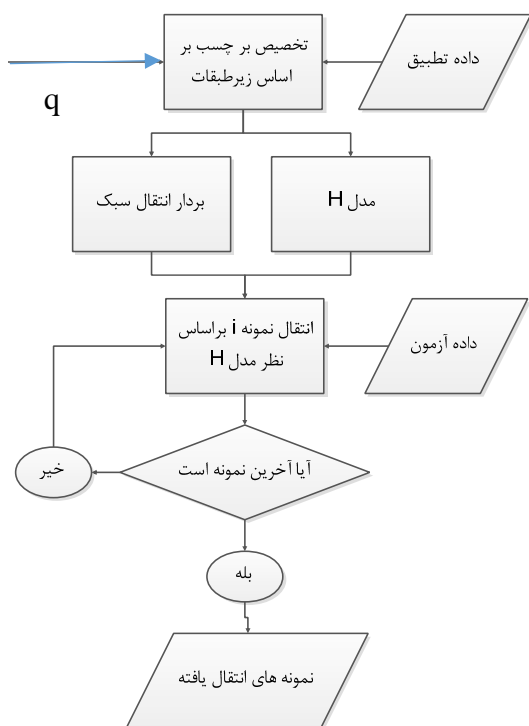 تخصیص بر چسب بر
اساس زیرطبقات
داده تطبیق
q
مدل H
بردار انتقال سبک
انتقال نمونه i براساس
نظر مدل H
داده آزمون
آیا آخرین نمونه است
خیر
بله
نمونه های انتقال یافته